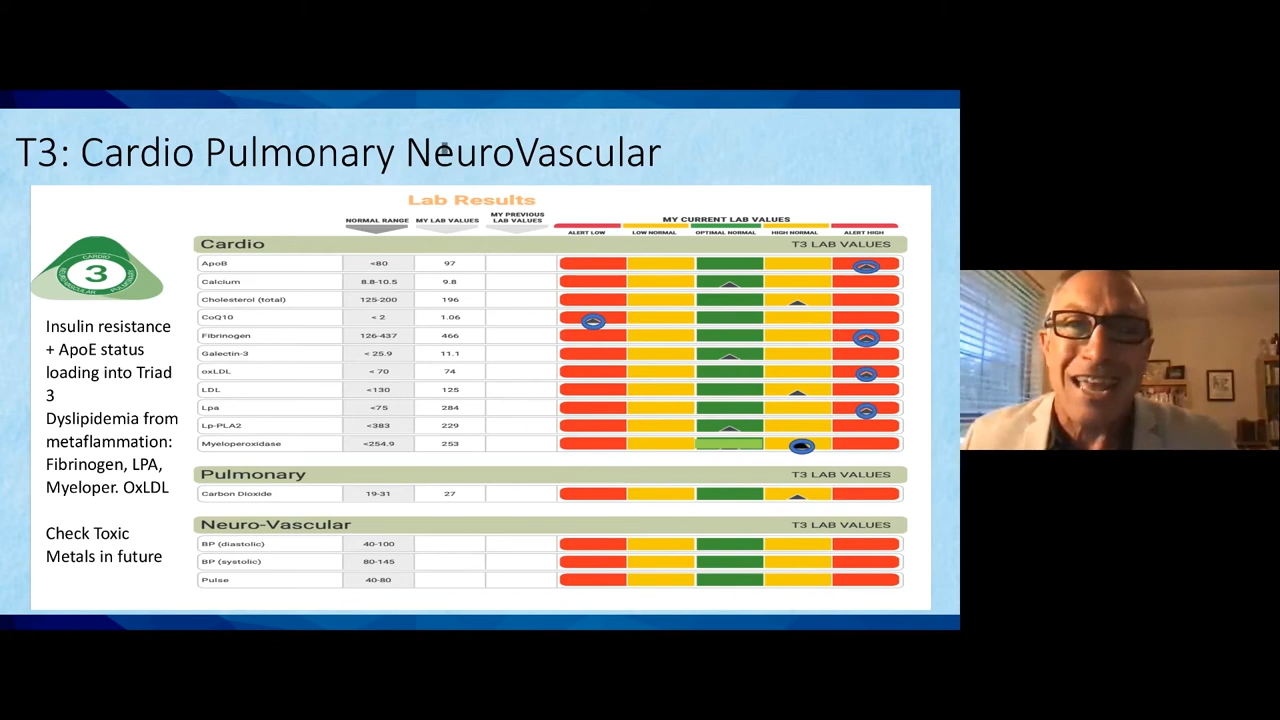 T3: Cardio Pulmonary NeuroVascular
Lab Results
NORMAL RANGE MY LAB VALUES MY PREVIOUS LAB VALUES MY CURRENT LAB VALUES
ALERT LOW LOW NORMAL OPTIMAL NORMAL HIGH NORMAL ALERT HIGH
Cardio T3 LAB VALUES
ApoB <80 97
Calcium 8.8-10.5 9.8
Cholesterol (total) 125-200 196
CoQ10 < 2 1.06
Fibrinogen 126-437 466
Galectin-3 < 25.9 11.1
oxLDL < 70 74
LDL <130 125
Lpa <75 284
Lp-PLA2 <383 229
Myeloperoxidase <254.9 253
Pulmonary T3 LAB VALUES
Carbon Dioxide 19-31 27
Neuro-Vascular T3 LAB VALUES
BP (diastolic) 40-100
BP (systolic) 80-145
Pulse 40-80
CARDIO
3
NEURO-VASCULAR PULMONARY
Insulin resistance
+ ApoE status
loading into Triad
3
Dyslipidemia from
metaflammation:
Fibrinogen, LPA,
Myeloper. OxLDL
Check Toxic
Metals in future